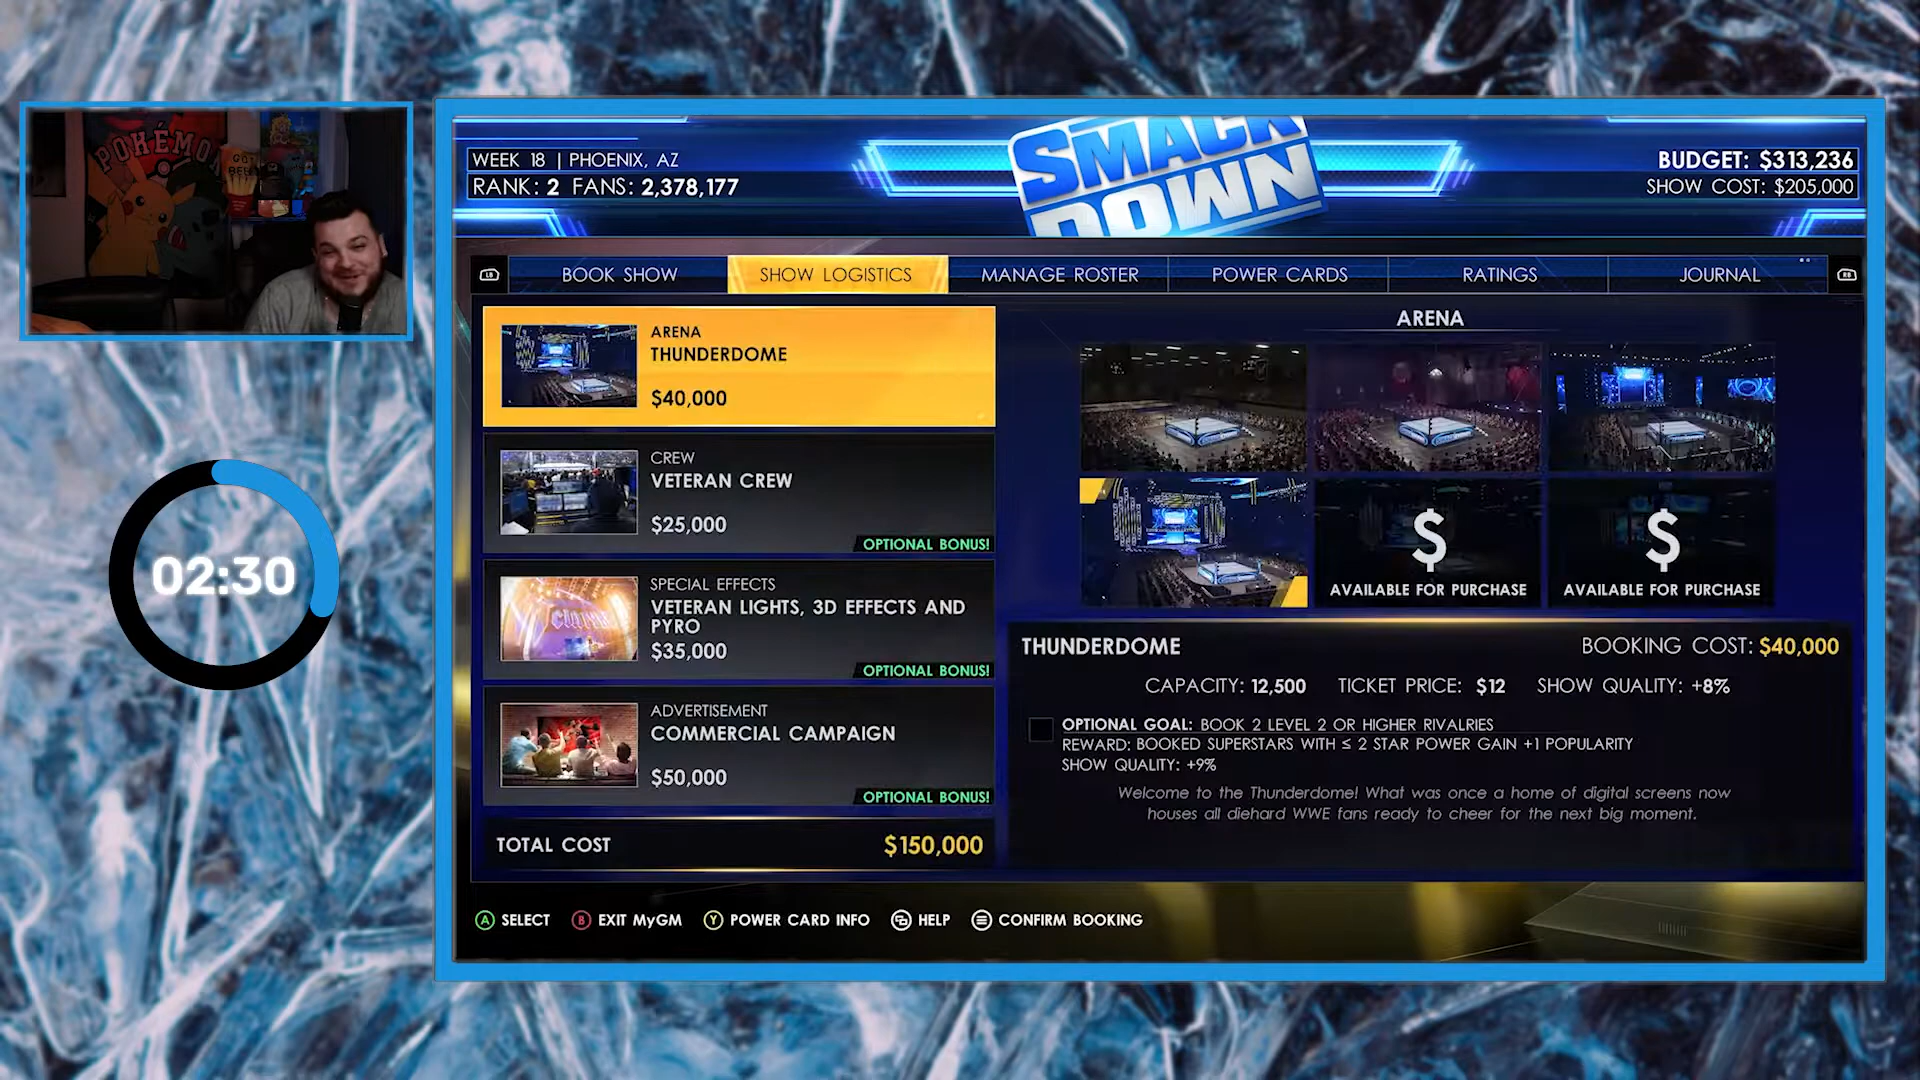 POKÉMON
WEEK 18 | PHOENIX, AZ
RANK: 2 FANS: 2,378,177
SMACK
DOWN
BUDGET: $313,236
SHOW COST: $205,000
LB
BOOK SHOW
SHOW LOGISTICS
MANAGE ROSTER
POWER CARDS
RATINGS
JOURNAL
RB
ARENA
THUNDERDOME
$40,000
CREW
VETERAN CREW
$25,000
OPTIONAL BONUS!
SPECIAL EFFECTS
VETERAN LIGHTS, 3D EFFECTS AND
PYRO
$35,000
OPTIONAL BONUS!
ADVERTISEMENT
COMMERCIAL CAMPAIGN
$50,000
OPTIONAL BONUS!
TOTAL COST
$150,000
ARENA
$
AVAILABLE FOR PURCHASE
$
AVAILABLE FOR PURCHASE
THUNDERDOME
BOOKING COST: $40,000
CAPACITY: 12,500 TICKET PRICE: $12 SHOW QUALITY: +8%
OPTIONAL GOAL: BOOK 2 LEVEL 2 OR HIGHER RIVALRIES
REWARD: BOOKED SUPERSTARS WITH ≤ 2 STAR POWER GAIN +1 POPULARITY
SHOW QUALITY: +9%
Welcome to the Thunderdome! What was once a home of digital screens now
houses all diehard WWE fans ready to cheer for the next big moment.
02:30
A SELECT
B EXIT MyGM
Y POWER CARD INFO
HELP
CONFIRM BOOKING